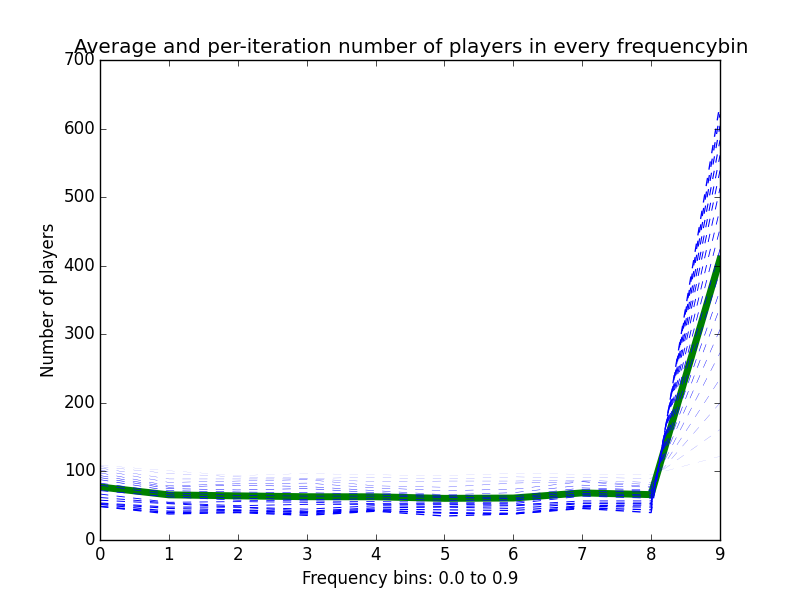 Average and per-iteration number of players in every frequencybin
700
600
500
400
300
200
100
0
Number of players
0 1 2 3 4 5 6 7 8 9
Frequency bins: 0.0 to 0.9